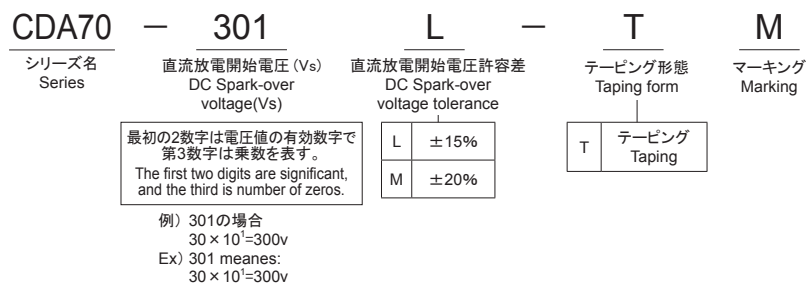 CDA70 － 301 L － T M
シリーズ名 直流放電開始電圧（Vs） 直流放電開始電圧許容差 テーピング形態 マーキング
Series DC Spark-over DC Spark-over Taping form Marking
voltage(Vs) voltage tolerance
最初の2数字は電圧値の有効数字で
第3数字は乗数を表す。
The first two digits are significant,
and the third is number of zeros.
L ±15%
M ±20%
T テーピング
Taping
例）301の場合
30×10¹=300v
Ex）301 meanes:
30×10¹=300v